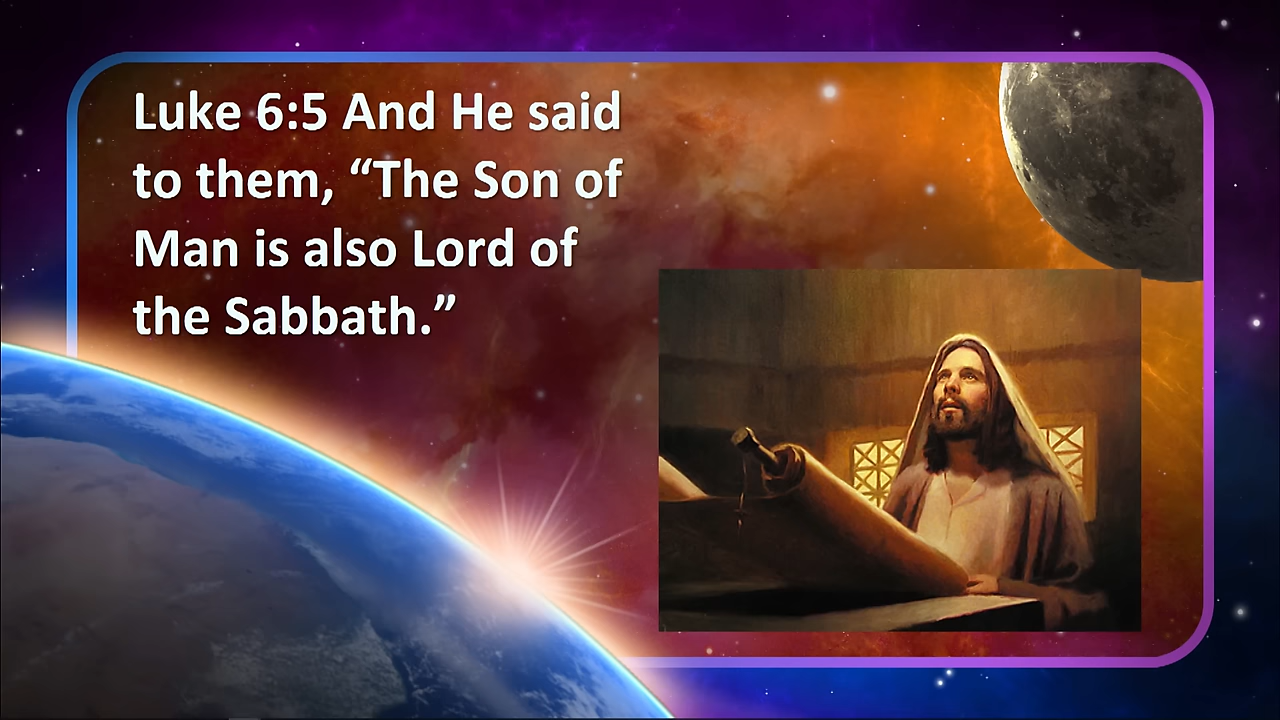 Luke 6:5 And He said
to them, “The Son of
Man is also Lord of
the Sabbath.”